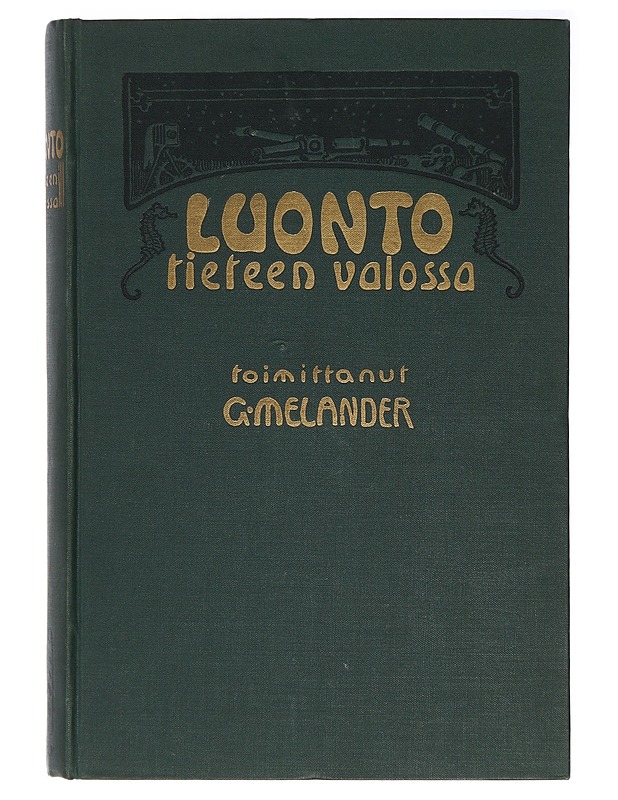 LUONTO
tieteen valossa
toimittanut
G·MELANDER